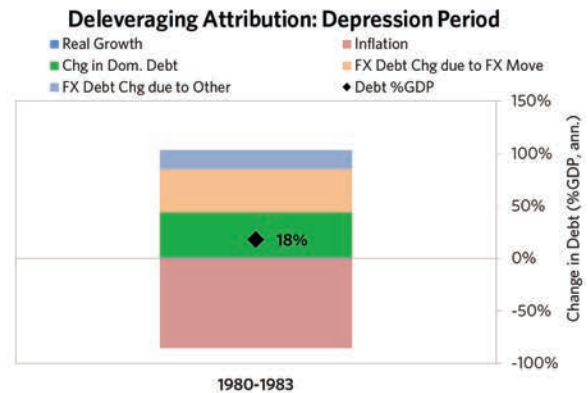 Deleveraging Attribution: Depression Period
Real Growth
Inflation
Chg in Dom. Debt
FX Debt Chg due to FX Move
FX Debt Chg due to Other
Debt %GDP
150%
100%
50%
0%
-50%
-100%
Change in Debt (%GDP, ann.)
18%
1980-1983